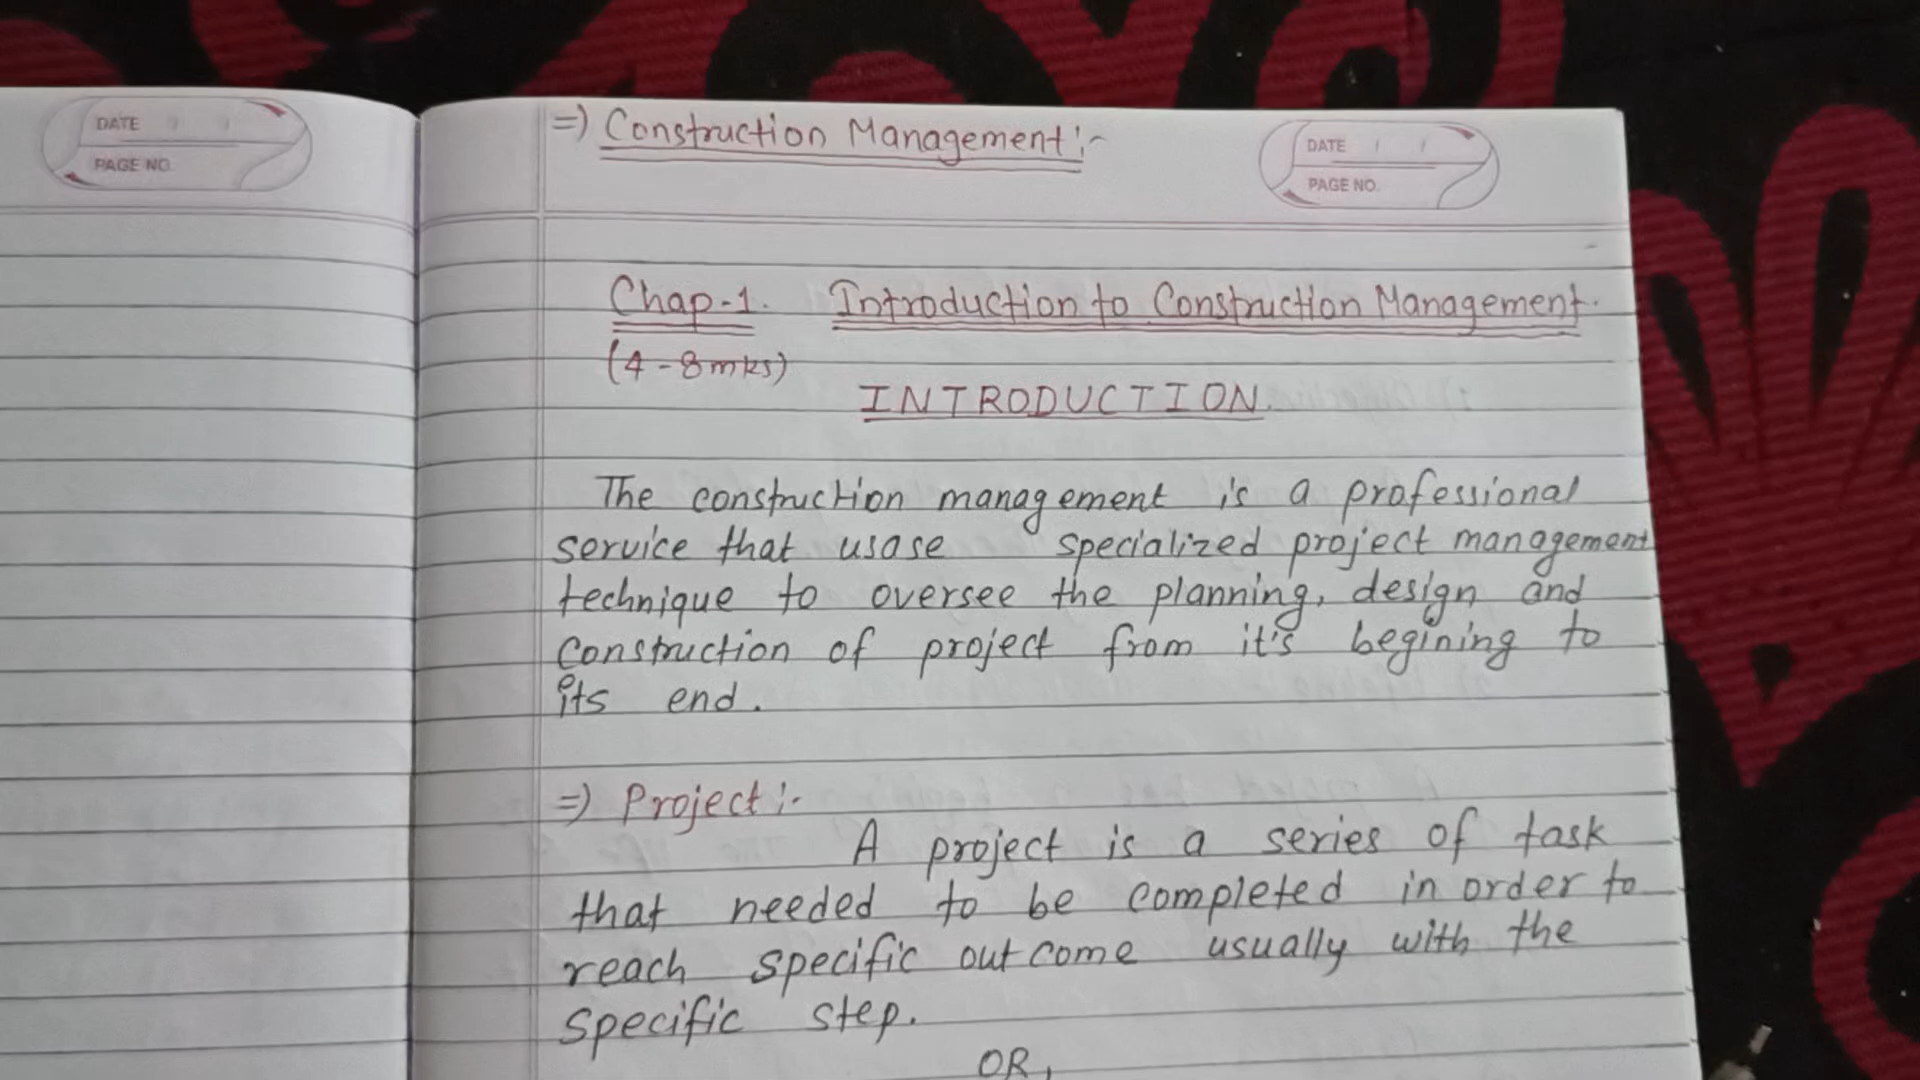 DATE
PAGE NO.
=) Construction Management :-
DATE
PAGE NO.
Chap-1. Introduction to Construction Management.
(4-8mks)
INTRODUCTION.
The construction management is a professional
service that usase specialized project management
technique to oversee the planning, design and
Construction of project from it's begining to
its end.
=) Project :-
A project is a series of task
that needed to be completed in order to
reach specific outcome usually with the
specific step.
OR,